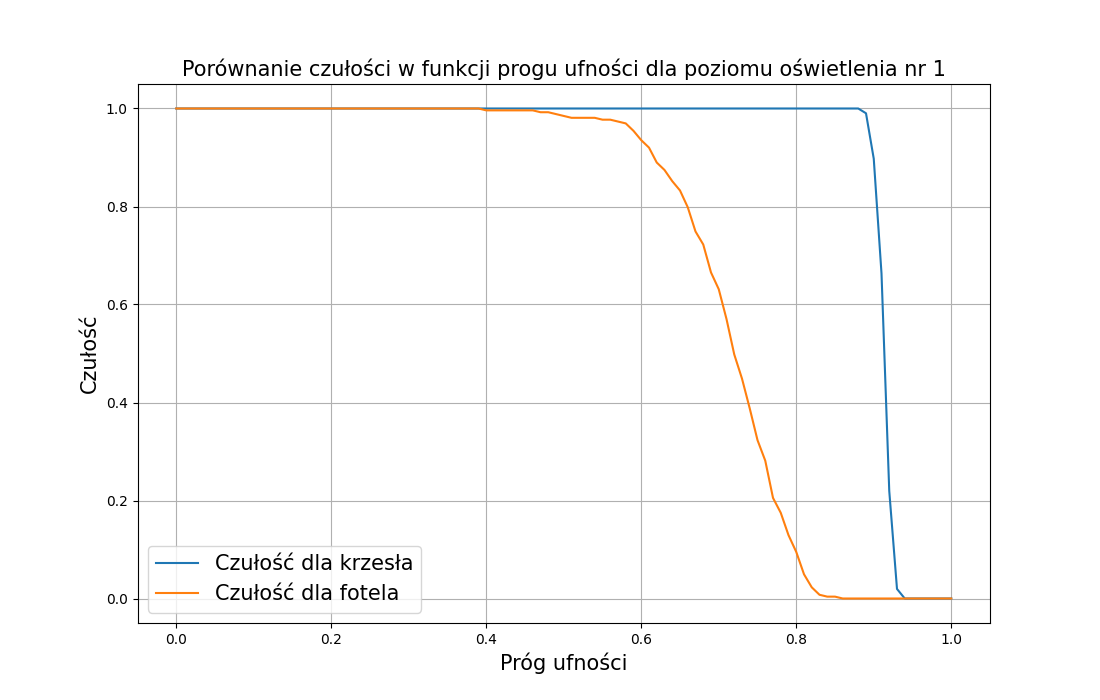 Porównanie czułości w funkcji progu ufności dla poziomu oświetlenia nr 1
1.0
0.8
0.6
0.4
0.2
0.0
Czułość
Czułość dla krzesła
Czułość dla fotela
0.0 0.2 0.4 0.6 0.8 1.0
Próg ufności